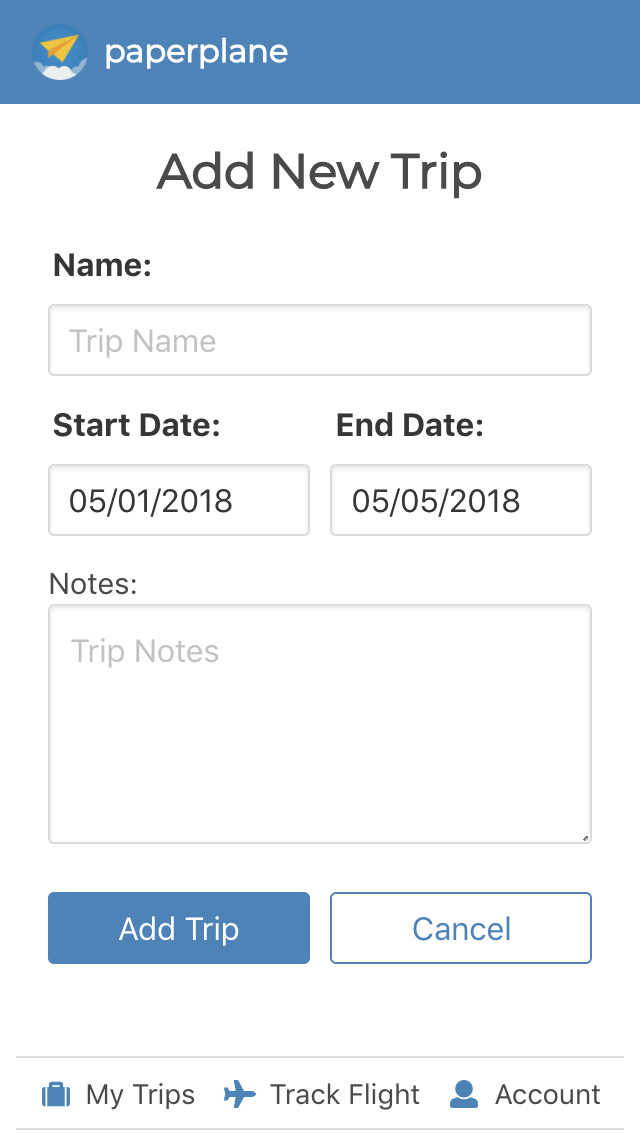 paperplane
Add New Trip
Name:
Trip Name
Start Date: End Date:
05/01/2018 05/05/2018
Notes:
Trip Notes
Add Trip Cancel
My Trips Track Flight Account